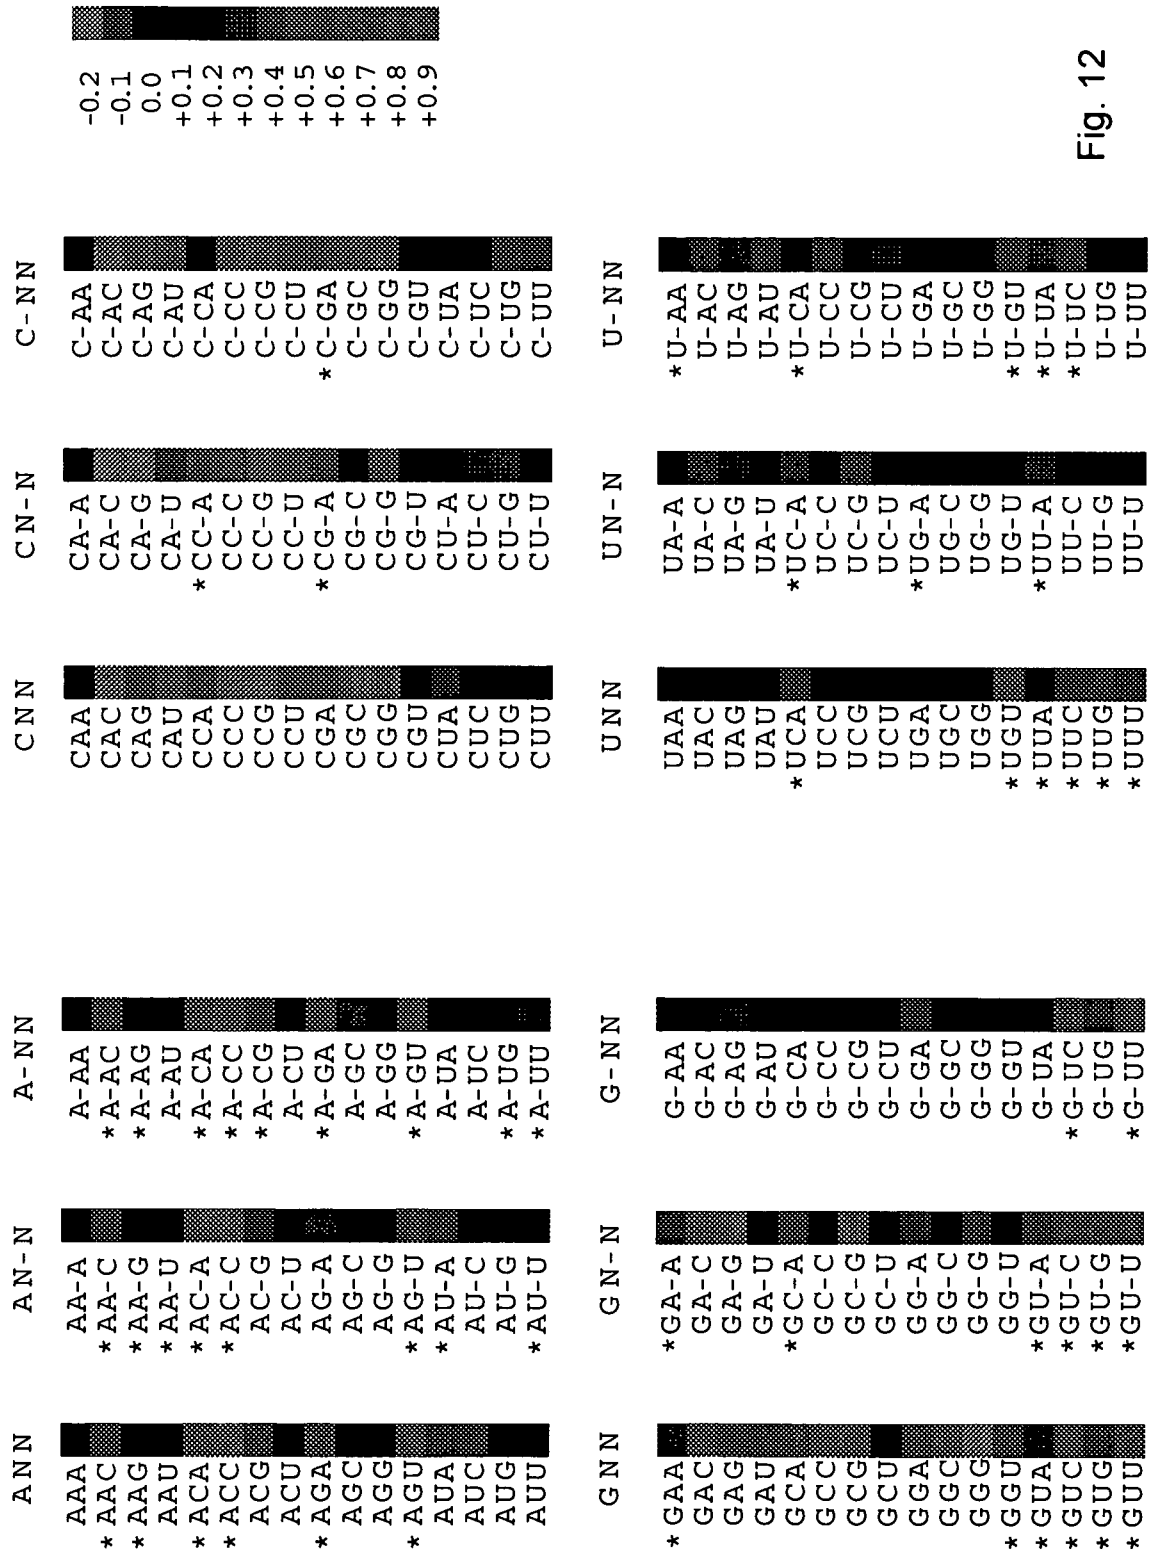 ANN
AAA
*AAC
*AAG
AAU
*ACA
*ACC
ACG
ACU
*AGA
AGC
AGG
*AGU
AUA
AUC
AUG
AUU
AN-N
AA-A
*AA-C
*AA-G
*AA-U
*AC-A
*AC-C
AC-G
AC-U
AG-A
AG-C
AG-G
*AG-U
*AU-A
AU-C
AU-G
*AU-U
A-NN
A-AA
*A-AC
*A-AG
A-AU
*A-CA
*A-CC
*A-CG
A-CU
*A-GA
A-GC
A-GG
*A-GU
A-UA
A-UC
*A-UG
*A-UU
CNN
CAA
CAC
CAG
CAU
CCA
CCC
CCG
CCU
CGA
CGC
CGG
CGU
CUA
CUC
CUG
CUU
CN-N
CA-A
CA-C
CA-G
CA-U
*CC-A
CC-C
CC-G
CC-U
*CG-A
CG-C
CG-G
CG-U
CU-A
CU-C
CU-G
CU-U
C-NN
C-AA
C-AC
C-AG
C-AU
C-CA
C-CC
C-CG
C-CU
*C-GA
C-GC
C-GG
C-GU
C-UA
C-UC
C-UG
C-UU
-0.2
-0.1
0.0
+0.1
+0.2
+0.3
+0.4
+0.5
+0.6
+0.7
+0.8
+0.9
GNN
*GAA
GAC
GAG
GAU
GCA
GCC
GCG
GCU
GGA
GGC
GGG
*GGU
*GUA
*GUC
*GUG
*GUU
GN-N
*GA-A
GA-C
GA-G
GA-U
*GC-A
GC-C
GC-G
GC-U
GG-A
GG-C
GG-G
GG-U
*GU-A
*GU-C
*GU-G
*GU-U
G-NN
G-AA
G-AC
G-AG
G-AU
G-CA
G-CC
G-CG
G-CU
G-GA
G-GC
G-GG
G-GU
G-UA
*G-UC
G-UG
*G-UU
UNN
UAA
UAC
UAG
UAU
*UCA
UCC
UCG
UCU
UGA
UGC
UGG
*UGU
*UUA
*UUC
*UUG
*UUU
UN-N
UA-A
UA-C
UA-G
UA-U
*UC-A
UC-C
UC-G
UC-U
*UG-A
UG-C
UG-G
UG-U
*UU-A
UU-C
UU-G
UU-U
U-NN
*U-AA
U-AC
U-AG
U-AU
*U-CA
U-CC
U-CG
U-CU
U-GA
U-GC
U-GG
*U-GU
*U-UA
*U-UC
U-UG
U-UU
Fig. 12